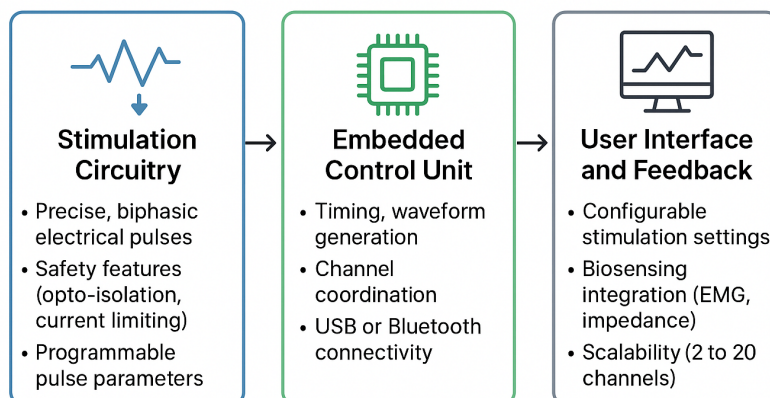 Stimulation
Circuitry
• Precise, biphasic
electrical pulses
• Safety features
(opto-isolation,
current limiting)
• Programmable
pulse parameters
Embedded
Control Unit
• Timing, waveform
generation
• Channel
coordination
• USB or Bluetooth
connectivity
User Interface
and Feedback
• Configurable
stimulation settings
• Biosensing
integration (EMG,
impedance)
• Scalability (2 to 20
channels)